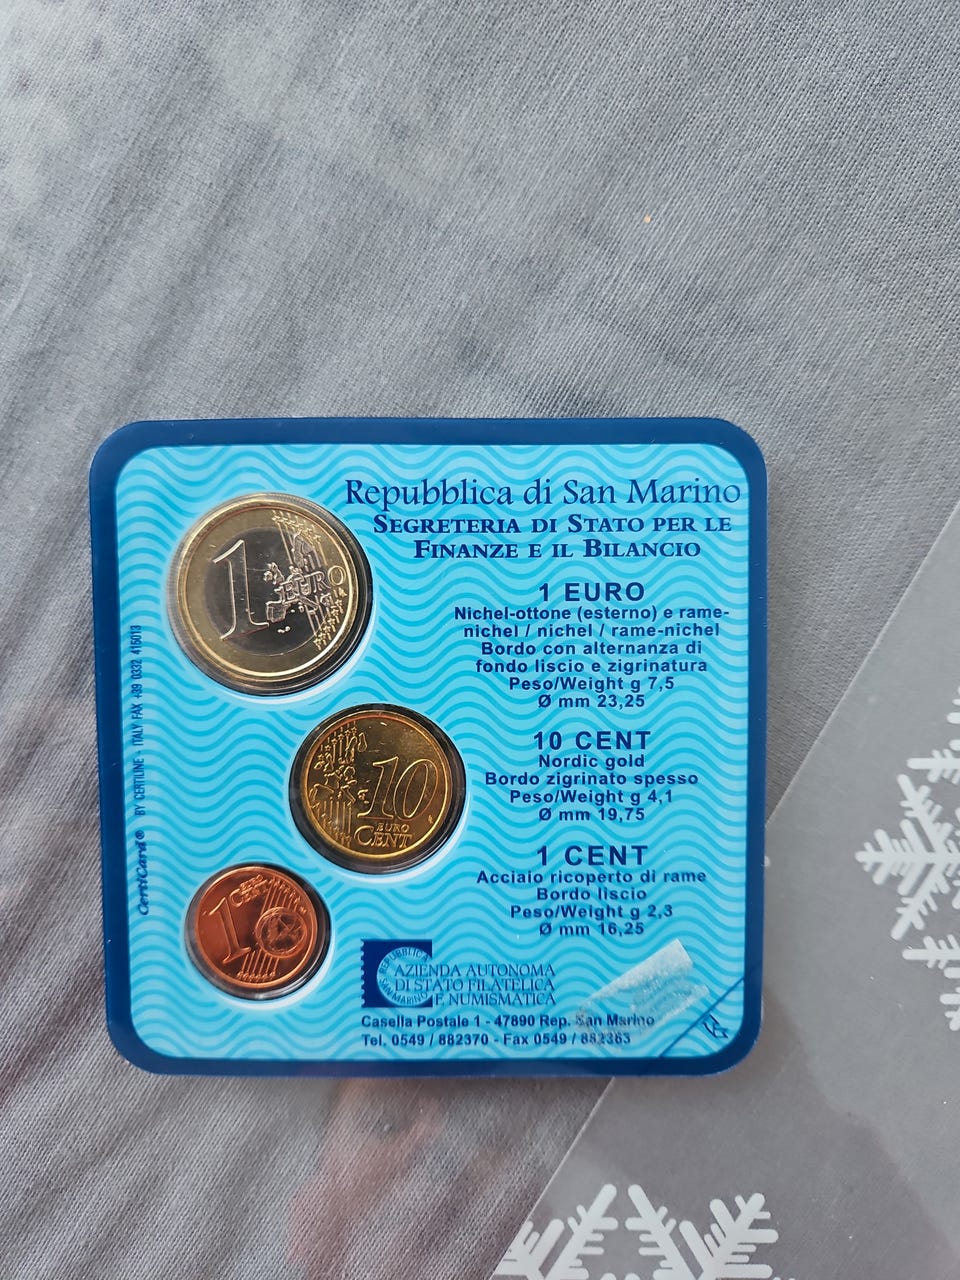 Repubblica di San Marino
SEGRETERIA DI STATO PER LE
FINANZE E IL BILANCIO
1 EURO
Nichel-ottone (esterno) e rame-
nichel / nichel / rame-nichel
Bordo con alternanza di
fondo liscio e zigrinatura
Peso/Weight g 7,5
Ø mm 23,25
10 CENT
Nordic gold
Bordo zigrinato spesso
Peso/Weight g 4,1
Ø mm 19,75
1 CENT
Acciaio ricoperto di rame
Bordo liscio
Peso/Weight g 2,3
Ø mm 16,25
REPUBBLICA
SAN MARINO
AZIENDA AUTONOMA
DI STATO FILATELICA
E NUMISMATICA
Casella Postale 1 - 47890 Rep. San Marino
Tel. 0549 / 882370 - Fax 0549 / 882363
CertiCard® BY CERTILINE - ITALY FAX +39 0332 415013
1 EURO
10
EURO
CENT
1